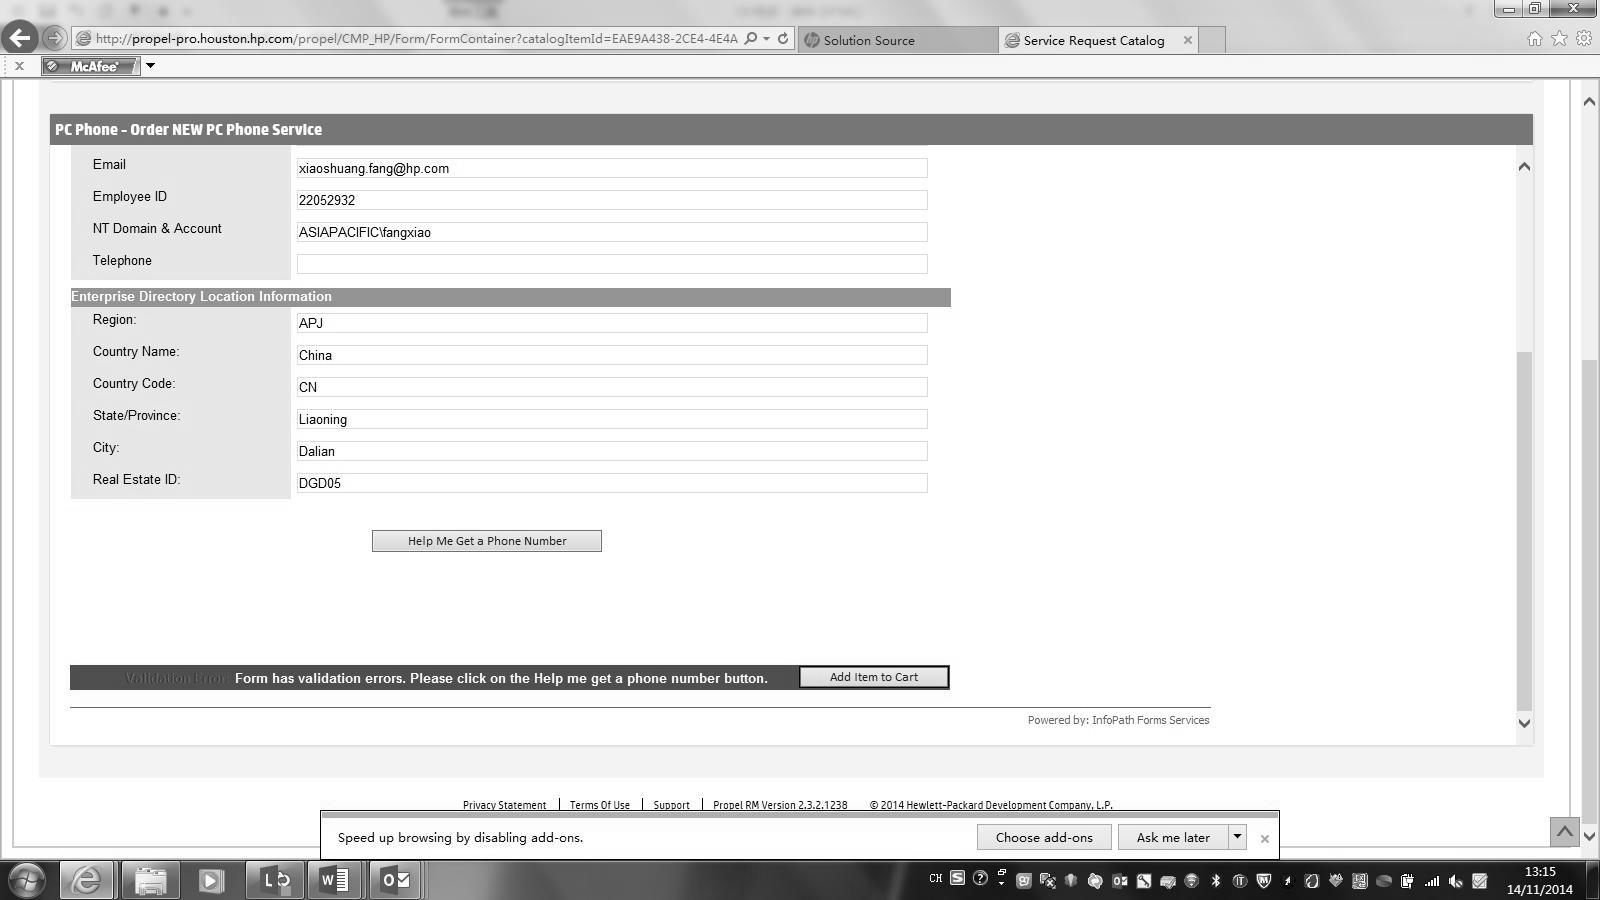 http://propel-pro.houston.hp.com/propel/CMP_HP/Form/FormContainer?catalogItemId=EAE9A438-2CE4-4E4A
Solution Source
Service Request Catalog
McAfee
PC Phone - Order NEW PC Phone Service
Email
xiaoshuang.fang@hp.com
Employee ID
22052932
NT Domain & Account
ASIAPACIFIC\fangxiao
Telephone
Enterprise Directory Location Information
Region:
APJ
Country Name:
China
Country Code:
CN
State/Province:
Liaoning
City:
Dalian
Real Estate ID:
DGD05
Help Me Get a Phone Number
Validation Error: Form has validation errors. Please click on the Help me get a phone number button.
Add Item to Cart
Powered by: InfoPath Forms Services
Privacy Statement
Terms Of Use
Support
Propel RM Version 2.3.2.1238
© 2014 Hewlett-Packard Development Company, L.P.
Speed up browsing by disabling add-ons.
Choose add-ons
Ask me later
CH
13:15
14/11/2014